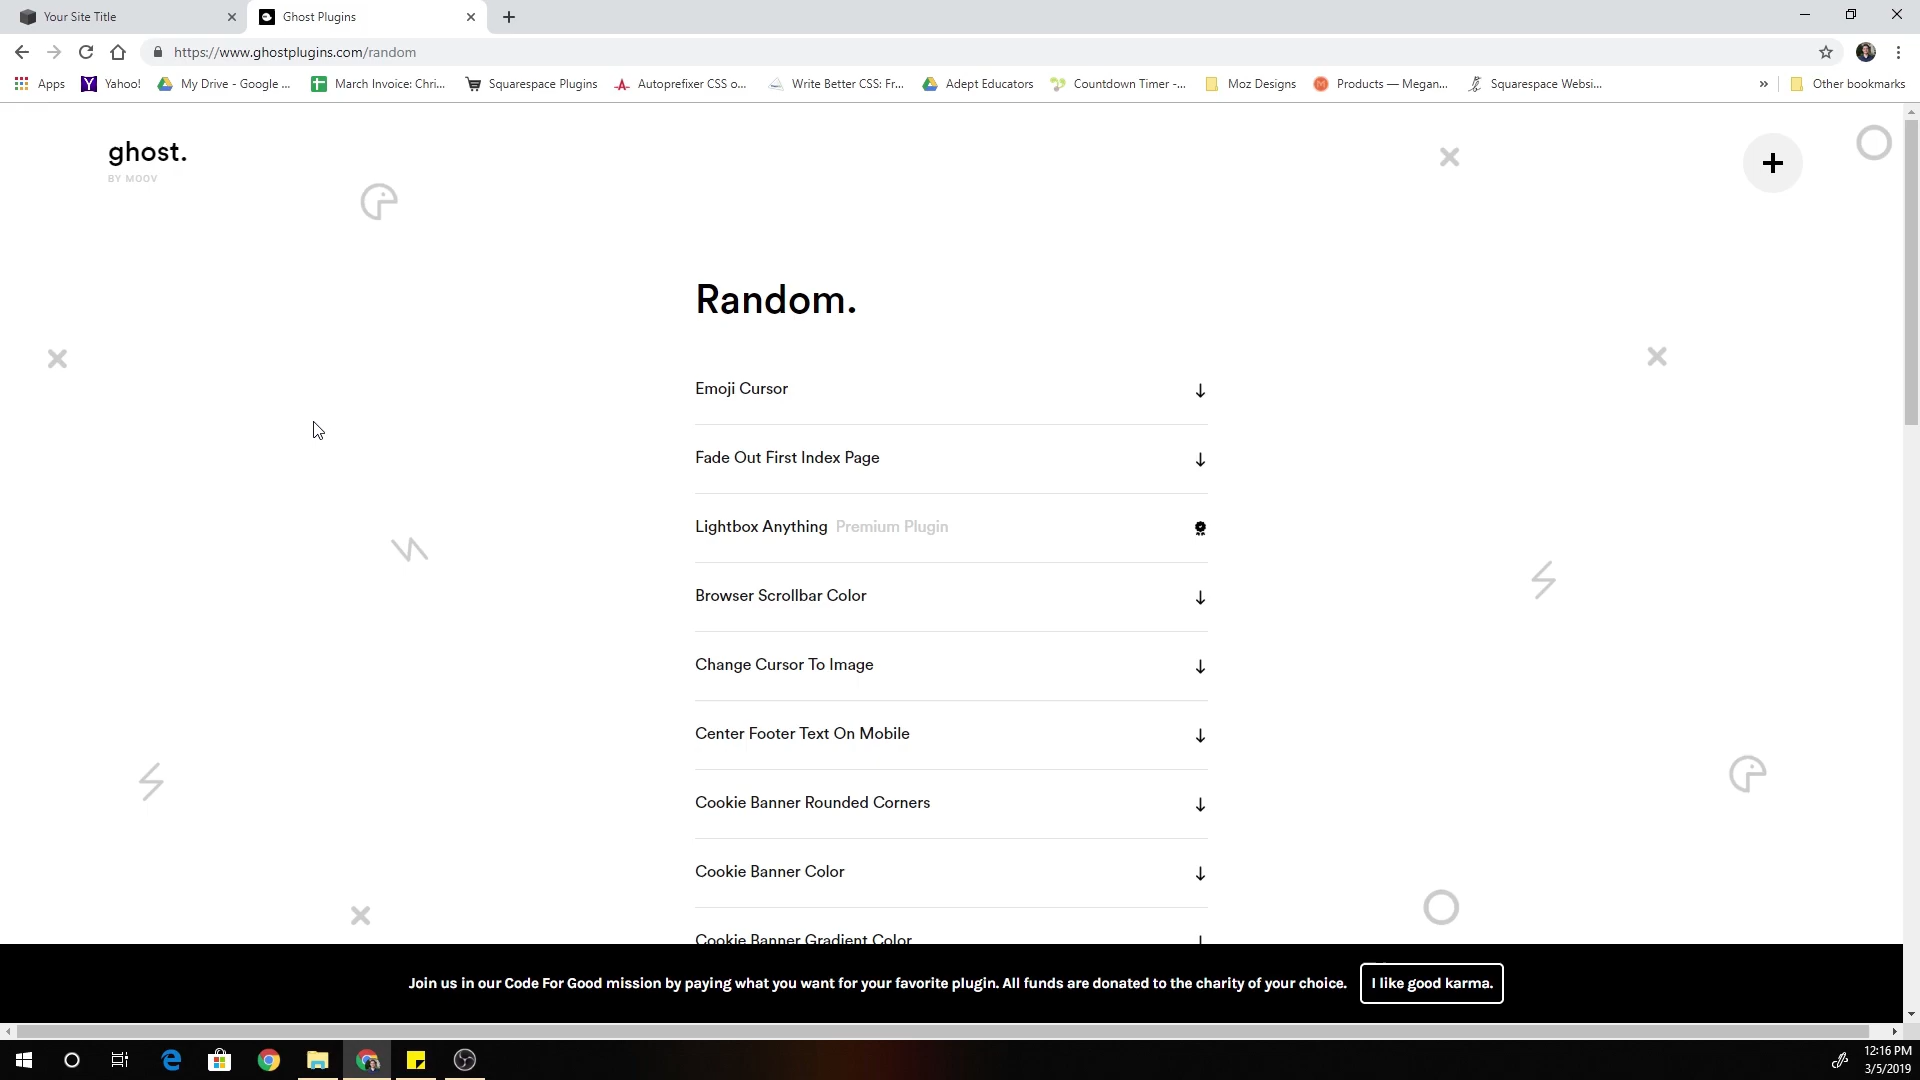 Your Site Title
Ghost Plugins
https://www.ghostplugins.com/random
Apps
Yahoo!
My Drive - Google ...
March Invoice: Chri...
Squarespace Plugins
Autoprefixer CSS o...
Write Better CSS: Fr...
Adept Educators
Countdown Timer -...
Moz Designs
Products — Megan...
Squarespace Websi...
»
Other bookmarks
ghost.
BY MOOV
Random.
Emoji Cursor
Fade Out First Index Page
Lightbox Anything Premium Plugin
Browser Scrollbar Color
Change Cursor To Image
Center Footer Text On Mobile
Cookie Banner Rounded Corners
Cookie Banner Color
Cookie Banner Gradient Color
Join us in our Code For Good mission by paying what you want for your favorite plugin. All funds are donated to the charity of your choice.
I like good karma.
12:16 PM
3/5/2019